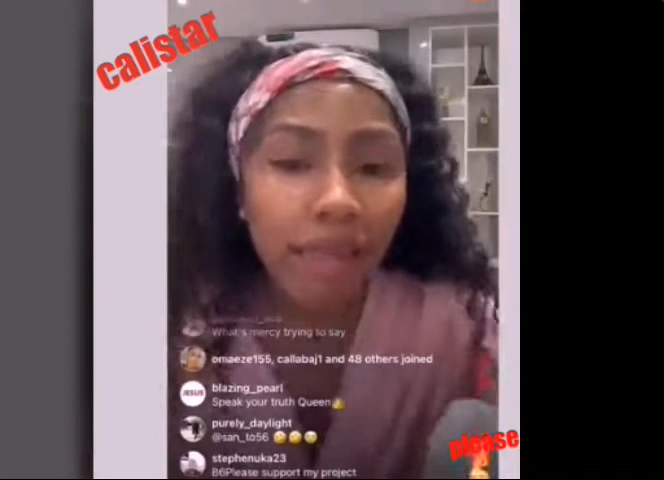 calistar
What's mercy trying to say
omaeze155, callabaj1 and 48 others joined
JESUS
blazing_pearl
Speak your truth Queen
purely_daylight
@san_to56 🤣🤣😁
stephenuka23
B6Please support my project
please